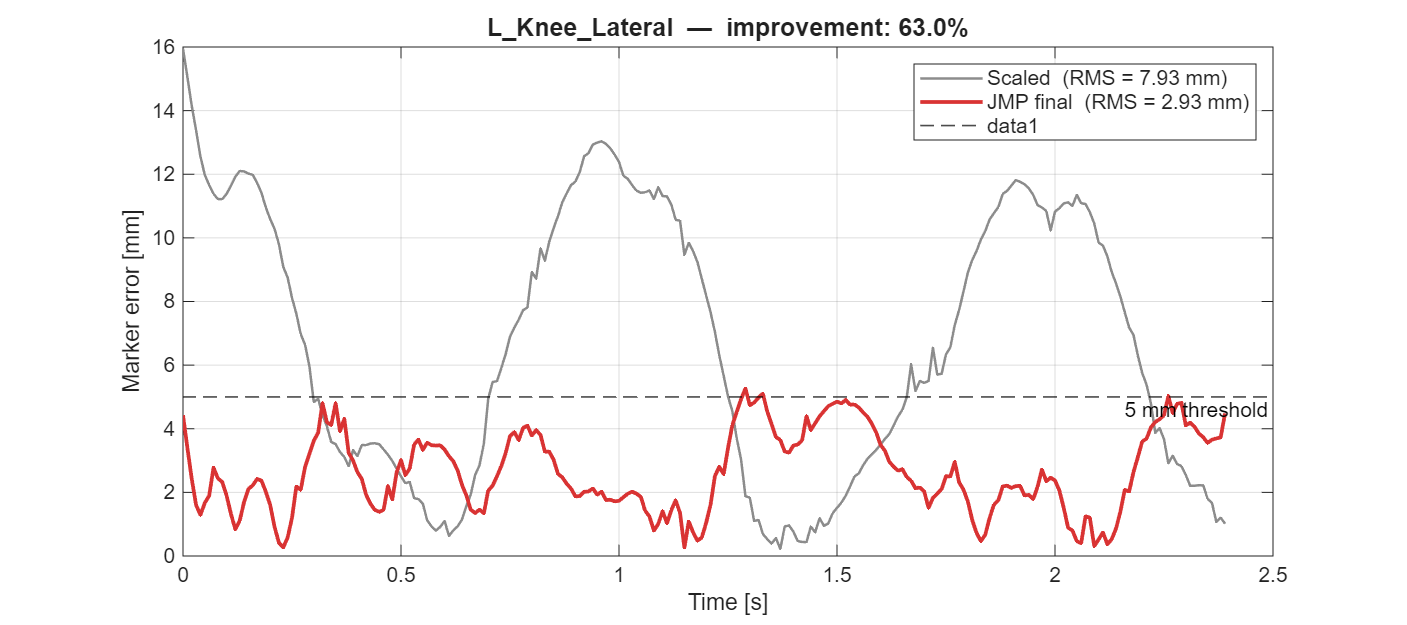 L_Knee_Lateral — improvement: 63.0%
16
14
12
10
8
6
4
2
0
Marker error [mm]
Scaled (RMS = 7.93 mm)
JMP final (RMS = 2.93 mm)
data1
5 mm threshold
0 0.5 1 1.5 2 2.5
Time [s]